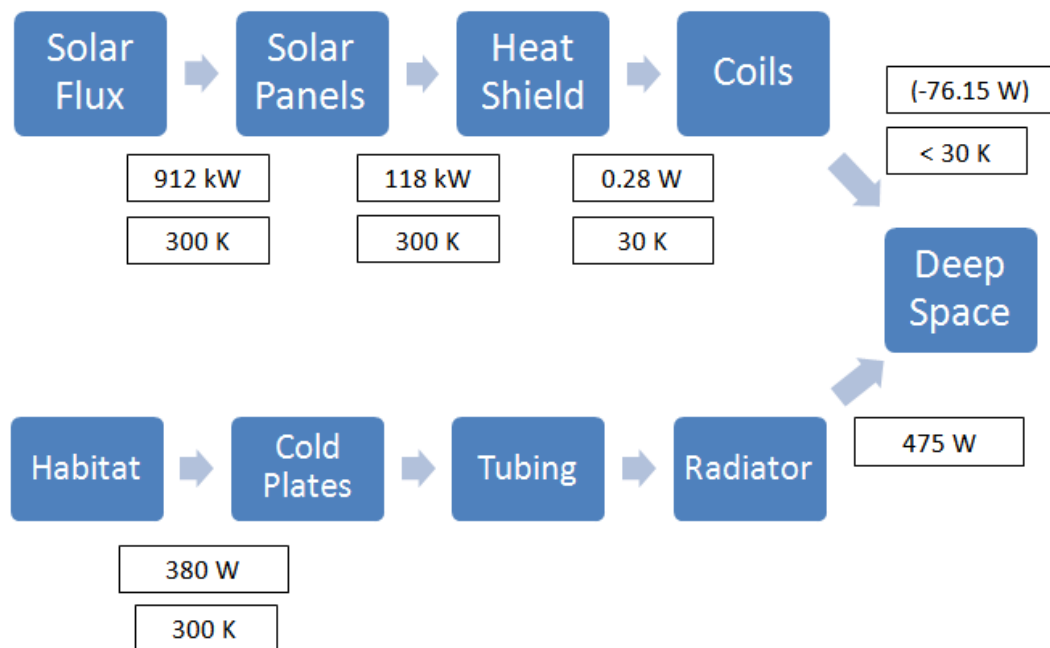 Solar
Flux
Solar
Panels
Heat
Shield
Coils
(-76.15 W)
< 30 K
912 kW
300 K
118 kW
300 K
0.28 W
30 K
Deep
Space
Habitat
Cold
Plates
Tubing
Radiator
475 W
380 W
300 K